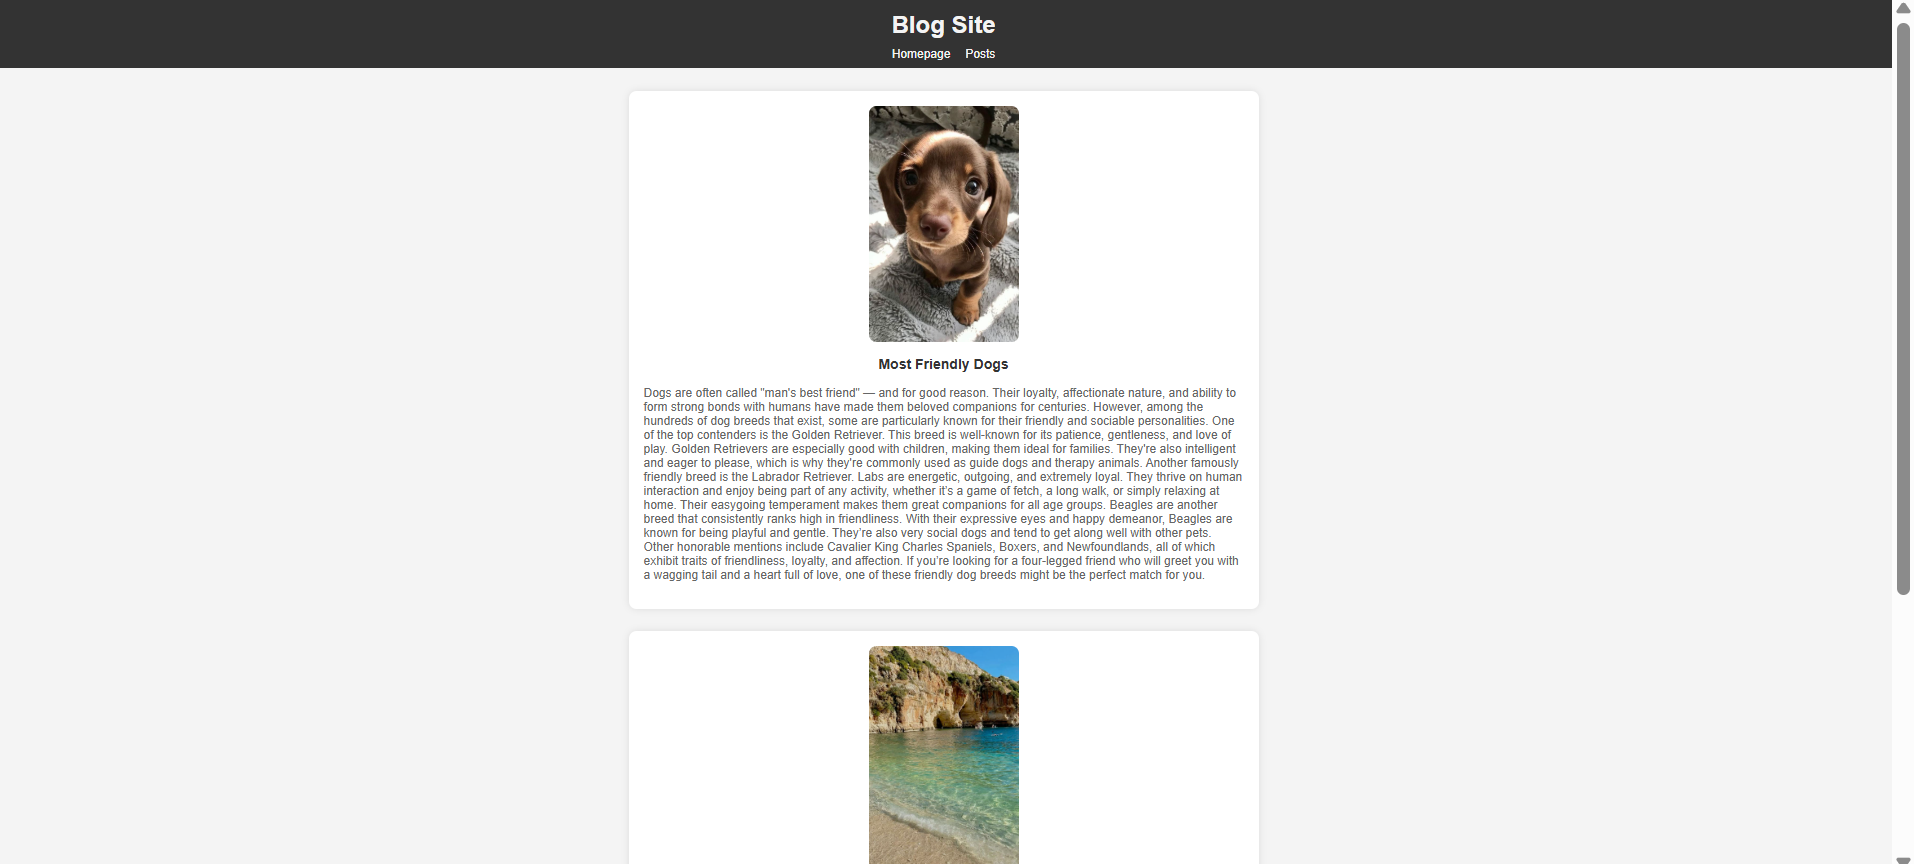 Blog Site
Homepage Posts
Most Friendly Dogs
Dogs are often called "man's best friend" — and for good reason. Their loyalty, affectionate nature, and ability to
form strong bonds with humans have made them beloved companions for centuries. However, among the
hundreds of dog breeds that exist, some are particularly known for their friendly and sociable personalities. One
of the top contenders is the Golden Retriever. This breed is well-known for its patience, gentleness, and love of
play. Golden Retrievers are especially good with children, making them ideal for families. They're also intelligent
and eager to please, which is why they're commonly used as guide dogs and therapy animals. Another famously
friendly breed is the Labrador Retriever. Labs are energetic, outgoing, and extremely loyal. They thrive on human
interaction and enjoy being part of any activity, whether it's a game of fetch, a long walk, or simply relaxing at
home. Their easygoing temperament makes them great companions for all age groups. Beagles are another
breed that consistently ranks high in friendliness. With their expressive eyes and happy demeanor, Beagles are
known for being playful and gentle. They're also very social dogs and tend to get along well with other pets.
Other honorable mentions include Cavalier King Charles Spaniels, Boxers, and Newfoundlands, all of which
exhibit traits of friendliness, loyalty, and affection. If you're looking for a four-legged friend who will greet you with
a wagging tail and a heart full of love, one of these friendly dog breeds might be the perfect match for you.